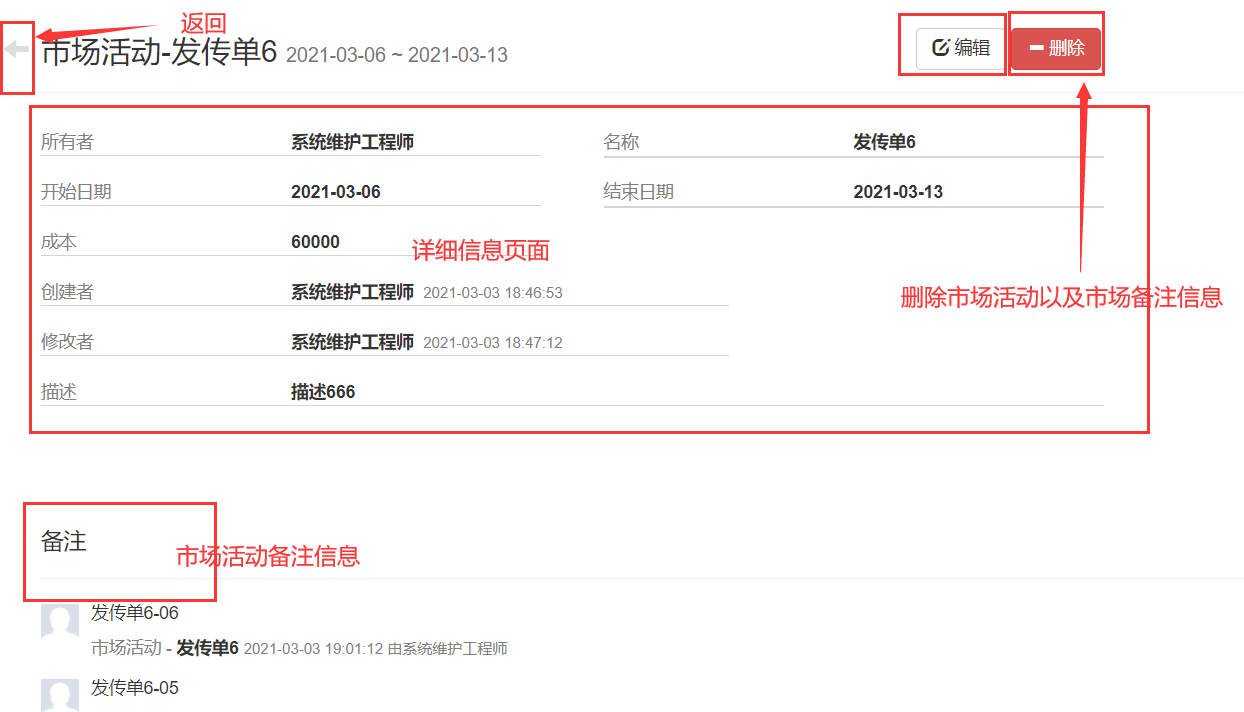 返回
市场活动-发传单6 2021-03-06 ~ 2021-03-13
编辑
删除
所有者 系统维护工程师 名称 发传单6
开始日期 2021-03-06 结束日期 2021-03-13
成本 60000
详细信息页面
创建者 系统维护工程师 2021-03-03 18:46:53
删除市场活动以及市场备注信息
修改者 系统维护工程师 2021-03-03 18:47:12
描述 描述666
备注
市场活动备注信息
发传单6-06
市场活动 - 发传单6 2021-03-03 19:01:12 由系统维护工程师
发传单6-05